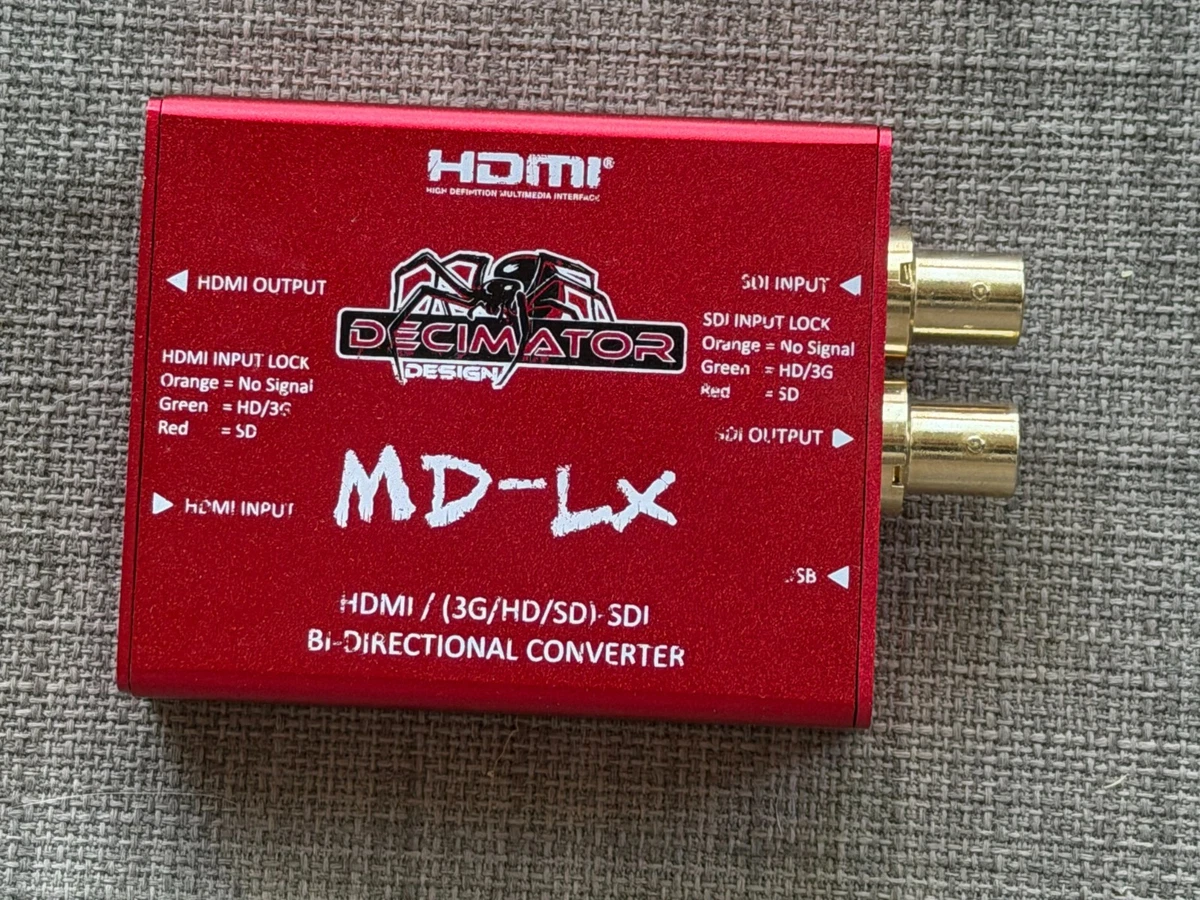 HDMI®
HIGH DEFINITION MULTIMEDIA INTERFACE
DECIMATOR
DESIGN
HDMI OUTPUT
HDMI INPUT LOCK
Orange = No Signal
Green = HD/3G
Red = SD
HDMI INPUT
SDI INPUT
SDI INPUT LOCK
Orange = No Signal
Green = HD/3G
Red = SD
SDI OUTPUT
USB
MD-LX
HDMI / (3G/HD/SD)-SDI
BI-DIRECTIONAL CONVERTER